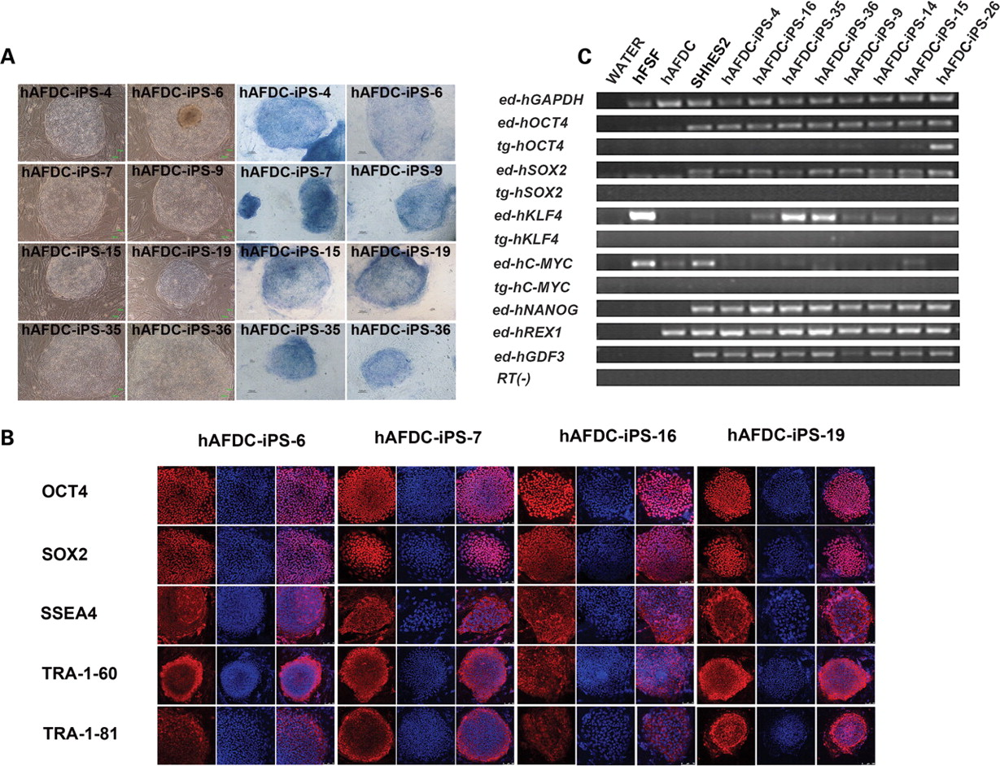 A
hAFDC-iPS-4 hAFDC-iPS-6 hAFDC-iPS-4 hAFDC-iPS-6
hAFDC-iPS-7 hAFDC-iPS-9 hAFDC-iPS-7 hAFDC-iPS-9
hAFDC-iPS-15 hAFDC-iPS-19 hAFDC-iPS-15 hAFDC-iPS-19
hAFDC-iPS-35 hAFDC-iPS-36 hAFDC-iPS-35 hAFDC-iPS-36
C
WATER
hFSF
hAFDC
SHhES2
hAFDC-iPS-4
hAFDC-iPS-16
hAFDC-iPS-35
hAFDC-iPS-36
hAFDC-iPS-9
hAFDC-iPS-14
hAFDC-iPS-15
hAFDC-iPS-26
ed-hGAPDH
ed-hOCT4
tg-hOCT4
ed-hSOX2
tg-hSOX2
ed-hKLF4
tg-hKLF4
ed-hC-MYC
tg-hC-MYC
ed-hNANOG
ed-hREX1
ed-hGDF3
RT(-)
B
hAFDC-iPS-6 hAFDC-iPS-7 hAFDC-iPS-16 hAFDC-iPS-19
OCT4
SOX2
SSEA4
TRA-1-60
TRA-1-81